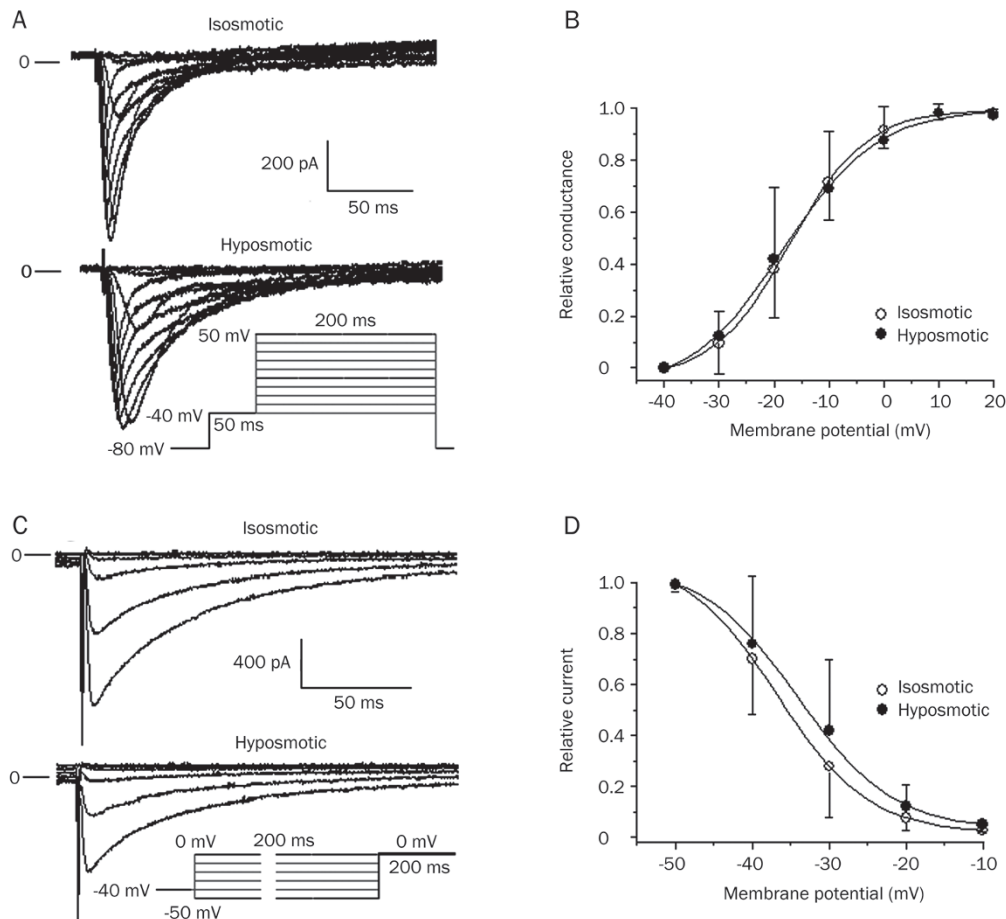 A
Isosmotic
0
200 pA
50 ms
Hyposmotic
0
50 mV
200 ms
-40 mV
50 ms
-80 mV
B
1.0
0.8
0.6
0.4
0.2
0
Relative conductance
Isosmotic
Hyposmotic
-40 -30 -20 -10 0 10 20
Membrane potential (mV)
C
Isosmotic
0
400 pA
50 ms
Hyposmotic
0
0 mV 200 ms 0 mV
200 ms
-40 mV
-50 mV
D
1.0
0.8
0.6
0.4
0.2
0
Relative current
Isosmotic
Hyposmotic
-50 -40 -30 -20 -10
Membrane potential (mV)